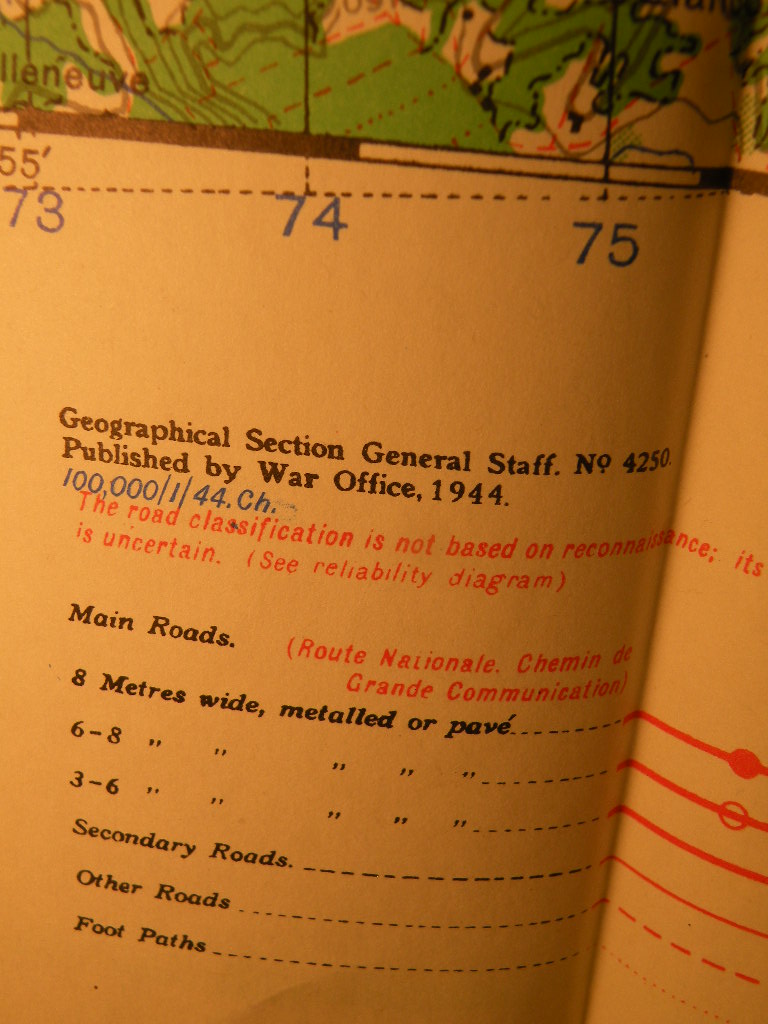 lleneuve
55′
73 74 75
Geographical Section General Staff. Nº 4250.
Published by War Office, 1944.
100,000/1/44. Ch.
The road classification is not based on reconnaissance; its
is uncertain. (See reliability diagram)
Main Roads.
(Route Nationale. Chemin de
Grande Communication)
8 Metres wide, metalled or pavé
6–8 „ „ „ „ „
3–6 „ „ „ „ „
Secondary Roads.
Other Roads
Foot Paths